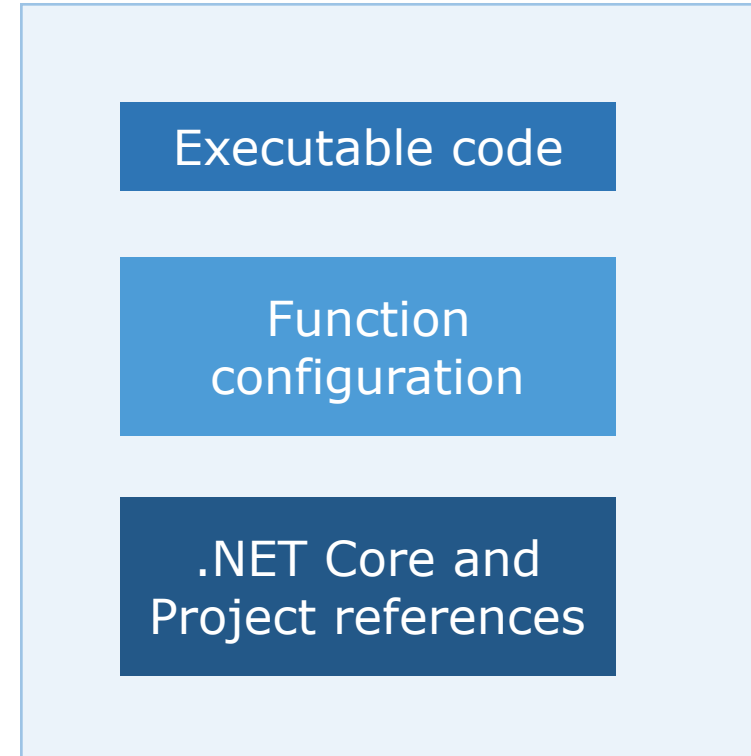 Executable code
Function
configuration
.NET Core and
Project references